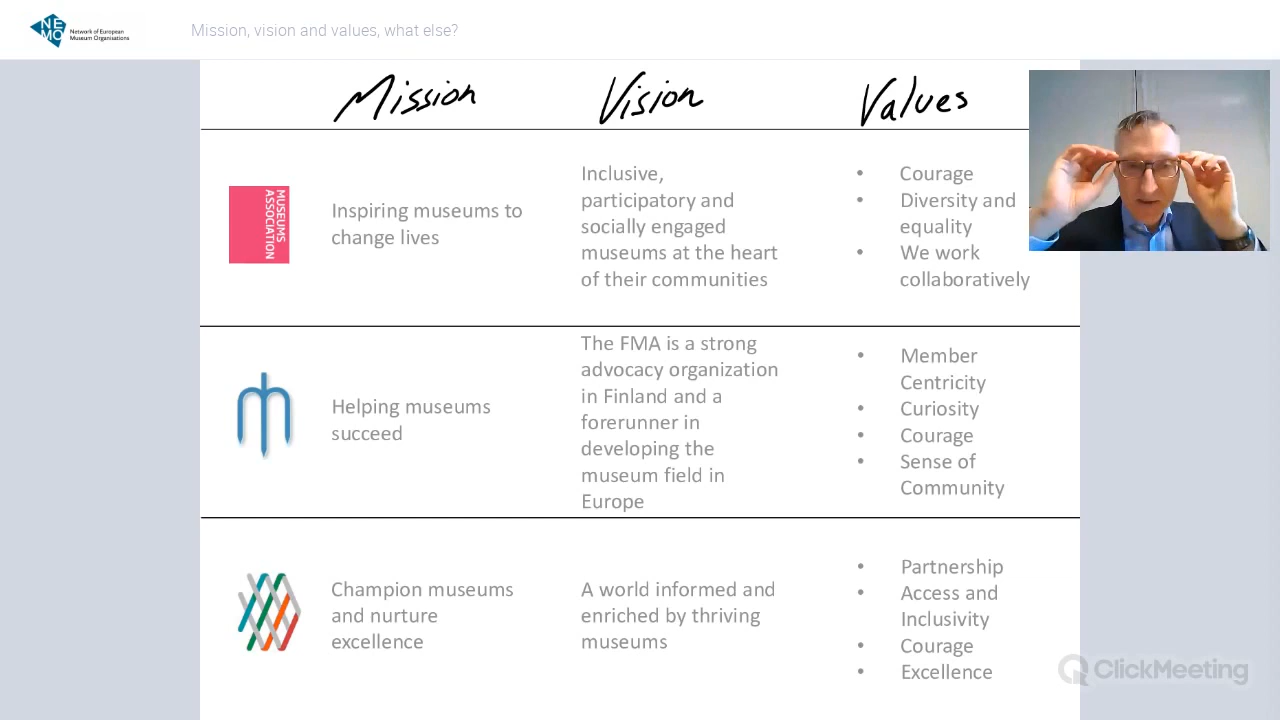 NE
MO
Network of European
Museum Organisations
Mission, vision and values, what else?
Mission
Vision
Values
MUSEUMS
ASSOCIATION
Inspiring museums to
change lives
Inclusive,
participatory and
socially engaged
museums at the heart
of their communities
• Courage
• Diversity and
equality
• We work
collaboratively
Helping museums
succeed
The FMA is a strong
advocacy organization
in Finland and a
forerunner in
developing the
museum field in
Europe
• Member
Centricity
• Curiosity
• Courage
• Sense of
Community
Champion museums
and nurture
excellence
A world informed and
enriched by thriving
museums
• Partnership
• Access and
Inclusivity
• Courage
• Excellence
ClickMeeting